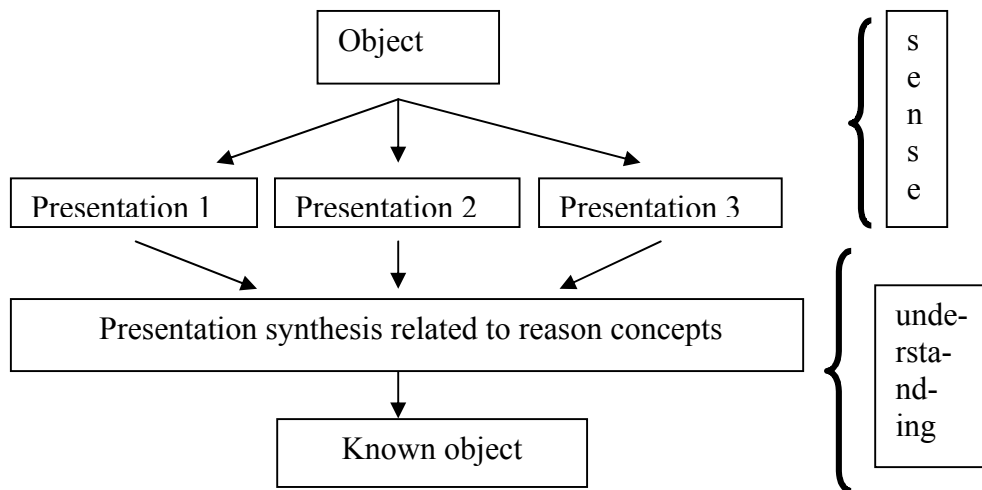 Object
s
e
n
s
e
Presentation 1
Presentation 2
Presentation 3
Presentation synthesis related to reason concepts
unde-
rsta-
nd-
ing
Known object